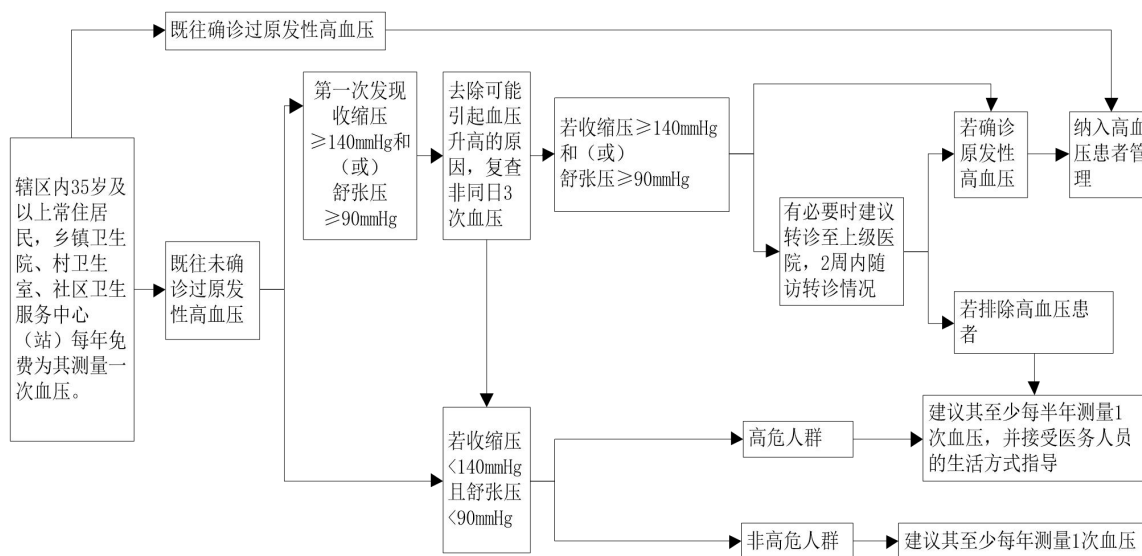 既往确诊过原发性高血压
辖区内35岁及
以上常住居
民，乡镇卫生
院、村卫生
室、社区卫生
服务中心
（站）每年免
费为其测量一
次血压。
既往未确
诊过原发
性高血压
第一次发现
收缩压
≥140mmHg和
（或）
舒张压
≥90mmHg
去除可能
引起血压
升高的原
因，复查
非同日3
次血压
若收缩压≥140mmHg
和（或）
舒张压≥90mmHg
若确诊
原发性
高血压
纳入高血
压患者管
理
有必要时建议
转诊至上级医
院，2周内随
访转诊情况
若排除高血压患
者
若收缩压
<140mmHg
且舒张压
<90mmHg
高危人群
建议其至少每半年测量1
次血压，并接受医务人员
的生活方式指导
非高危人群
建议其至少每年测量1次血压